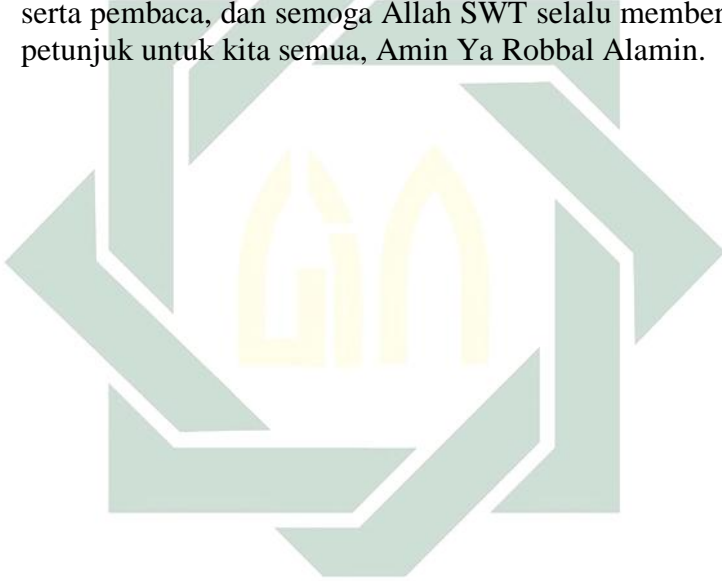 serta pembaca, dan semoga Allah SWT selalu member
petunjuk untuk kita semua, Amin Ya Robbal Alamin.